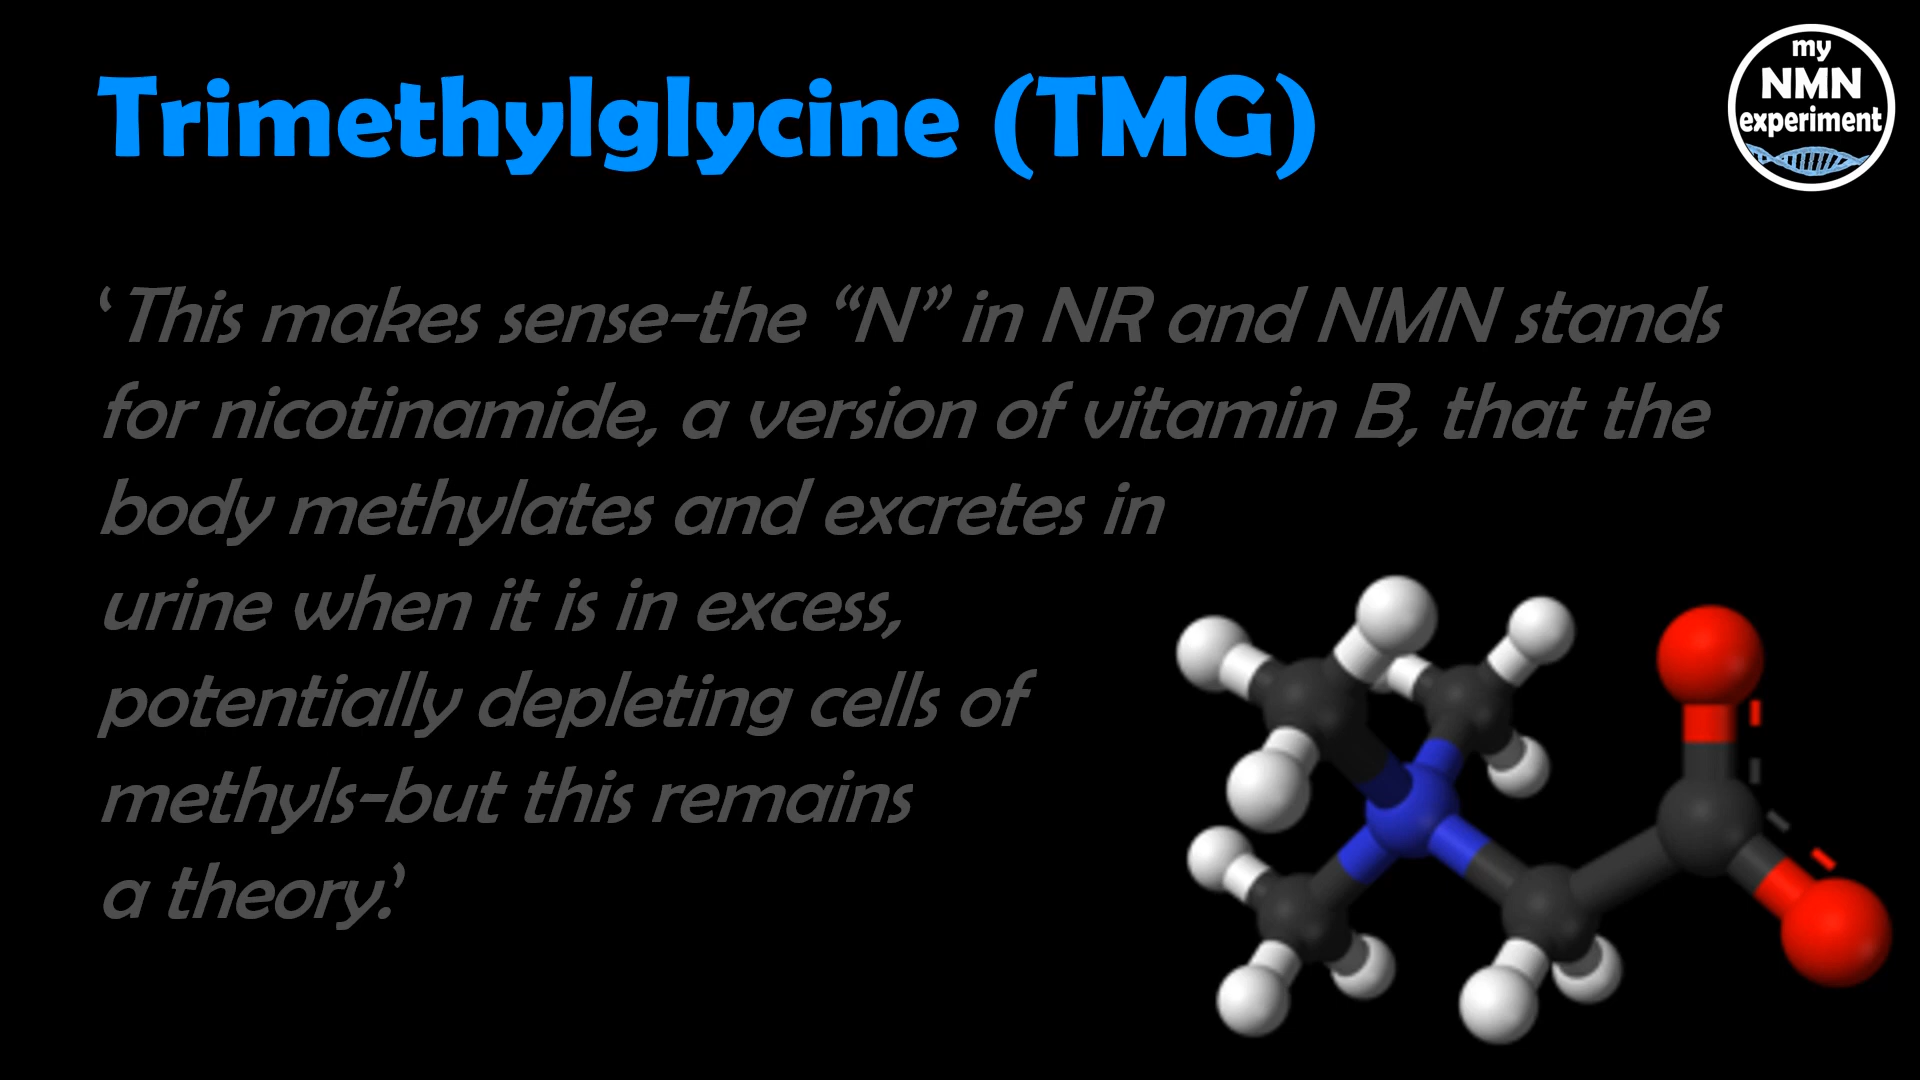 Trimethylglycine (TMG)
my
NMN
experiment
‘This makes sense-the “N” in NR and NMN stands
for nicotinamide, a version of vitamin B, that the
body methylates and excretes in
urine when it is in excess,
potentially depleting cells of
methyls-but this remains
a theory.’